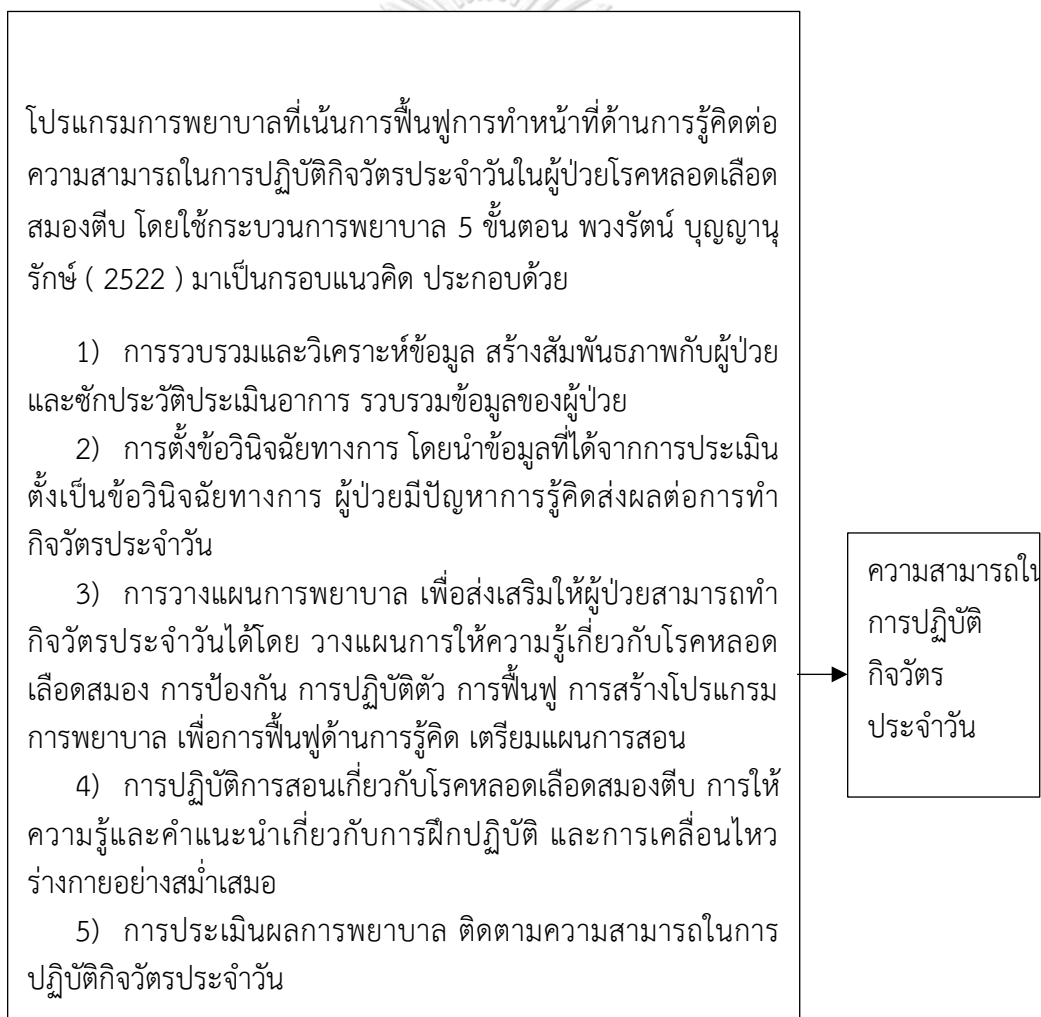 โปรแกรมการพยาบาลที่เน้นการฟื้นฟูการทำหน้าที่ด้านการรู้คิดต่อ
ความสามารถในการปฏิบัติกิจวัตรประจำวันในผู้ป่วยโรคหลอดเลือด
สมองตีบ โดยใช้กระบวนการพยาบาล 5 ขั้นตอน พวงรัตน์ บุญญานุ
รักษ์ ( 2522 ) มาเป็นกรอบแนวคิด ประกอบด้วย
1) การรวบรวมและวิเคราะห์ข้อมูล สร้างสัมพันธภาพกับผู้ป่วย
และซักประวัติประเมินอาการ รวบรวมข้อมูลของผู้ป่วย
2) การตั้งข้อวินิจฉัยทางการ โดยนำข้อมูลที่ได้จากการประเมิน
ตั้งเป็นข้อวินิจฉัยทางการ ผู้ป่วยมีปัญหาการรู้คิดส่งผลต่อการทำ
กิจวัตรประจำวัน
3) การวางแผนการพยาบาล เพื่อส่งเสริมให้ผู้ป่วยสามารถทำ
กิจวัตรประจำวันได้โดย วางแผนการให้ความรู้เกี่ยวกับโรคหลอด
เลือดสมอง การป้องกัน การปฏิบัติตัว การฟื้นฟู การสร้างโปรแกรม
การพยาบาล เพื่อการฟื้นฟูด้านการรู้คิด เตรียมแผนการสอน
4) การปฏิบัติการสอนเกี่ยวกับโรคหลอดเลือดสมองตีบ การให้
ความรู้และคำแนะนำเกี่ยวกับการฝึกปฏิบัติ และการเคลื่อนไหว
ร่างกายอย่างสม่ำเสมอ
5) การประเมินผลการพยาบาล ติดตามความสามารถในการ
ปฏิบัติกิจวัตรประจำวัน
ความสามารถใน
การปฏิบัติ
กิจวัตร
ประจำวัน